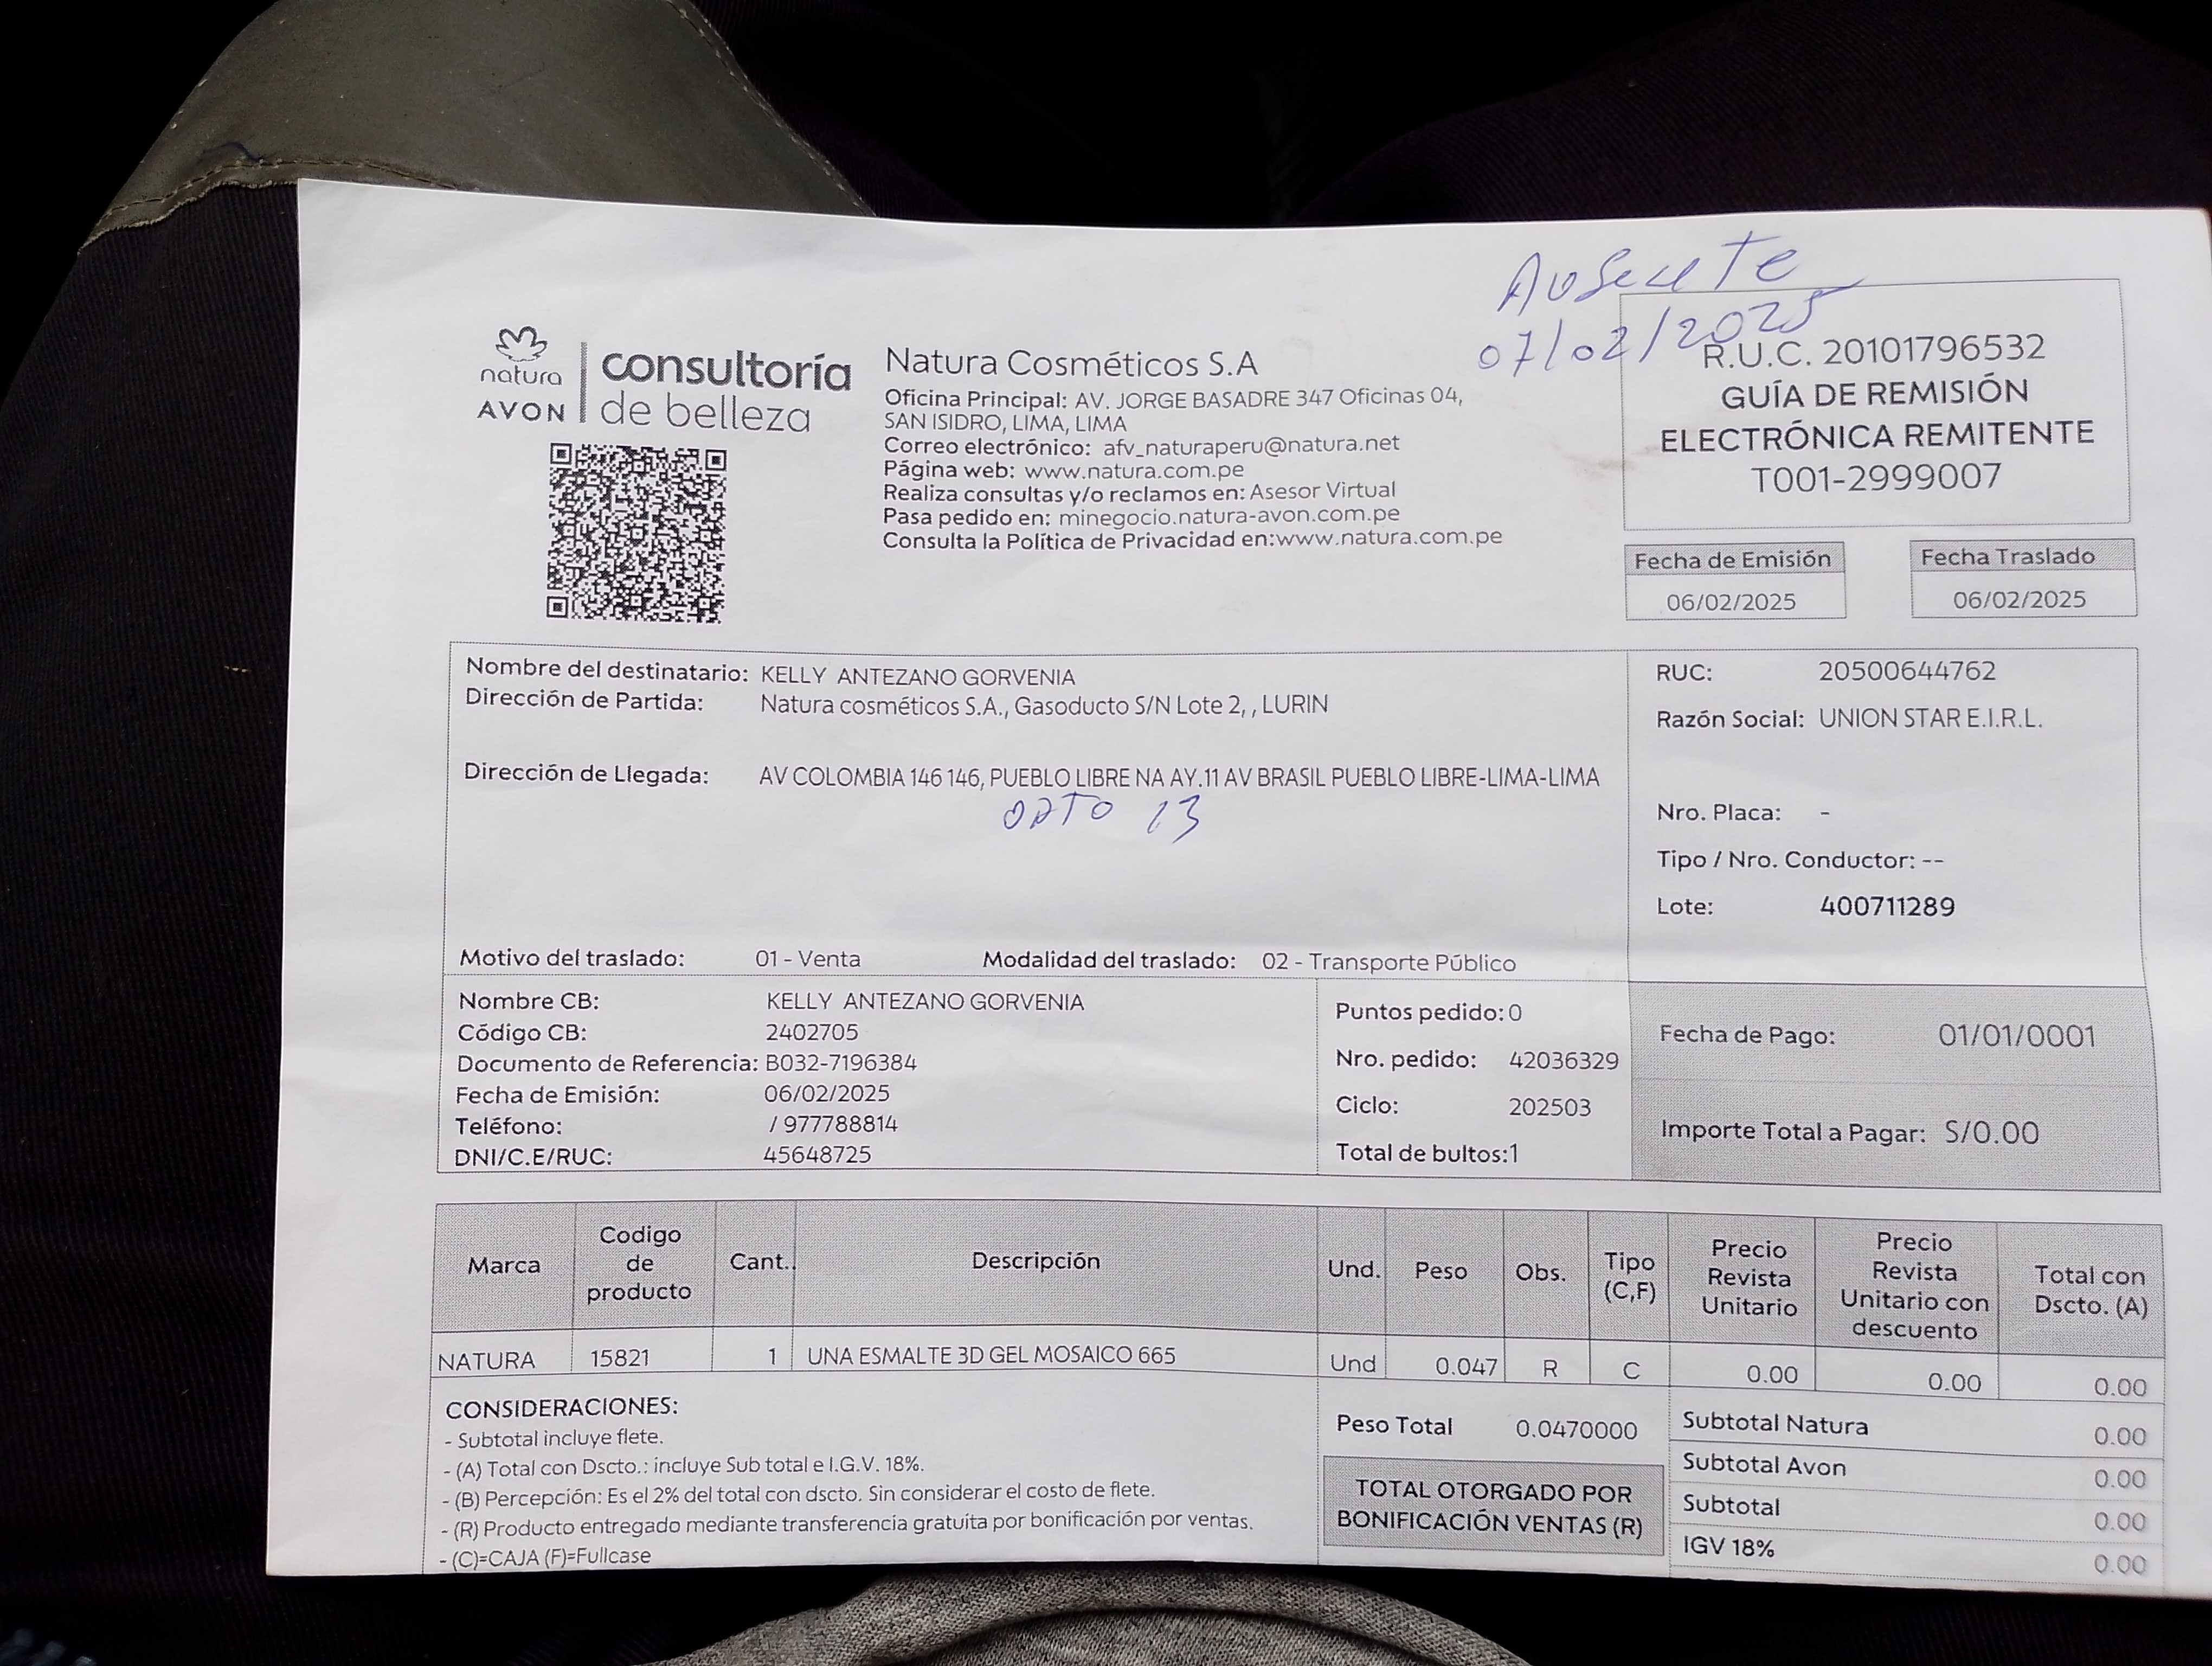 Ausente
07/02/2025
natura
AVON
consultoría
de belleza
Natura Cosméticos S.A
Oficina Principal: AV. JORGE BASADRE 347 Oficinas 04,
SAN ISIDRO, LIMA, LIMA
Correo electrónico: afv_naturaperu@natura.net
Página web: www.natura.com.pe
Realiza consultas y/o reclamos en: Asesor Virtual
Pasa pedido en: minegocio.natura-avon.com.pe
Consulta la Política de Privacidad en:www.natura.com.pe
R.U.C. 20101796532
GUÍA DE REMISIÓN
ELECTRÓNICA REMITENTE
T001-2999007
Fecha de Emisión
06/02/2025
Fecha Traslado
06/02/2025
Nombre del destinatario: KELLY ANTEZANO GORVENIA
Dirección de Partida: Natura cosméticos S.A., Gasoducto S/N Lote 2, , LURIN
Dirección de Llegada: AV COLOMBIA 146 146, PUEBLO LIBRE NA AY.11 AV BRASIL PUEBLO LIBRE-LIMA-LIMA
DPTO 13
Motivo del traslado: 01 - Venta Modalidad del traslado: 02 - Transporte Público
RUC: 20500644762
Razón Social: UNION STAR E.I.R.L.
Nro. Placa: -
Tipo / Nro. Conductor: --
Lote: 400711289
Nombre CB: KELLY ANTEZANO GORVENIA
Código CB: 2402705
Documento de Referencia: B032-7196384
Fecha de Emisión: 06/02/2025
Teléfono: / 977788814
DNI/C.E/RUC: 45648725
Puntos pedido: 0
Nro. pedido: 42036329
Ciclo: 202503
Total de bultos:1
Fecha de Pago: 01/01/0001
Importe Total a Pagar: S/0.00
Marca Codigo de producto Cant. Descripción Und. Peso Obs. Tipo (C,F) Precio Revista Unitario Precio Revista Unitario con descuento Total con Dscto. (A)
NATURA 15821 1 UNA ESMALTE 3D GEL MOSAICO 665 Und 0.047 R C 0.00 0.00 0.00
CONSIDERACIONES:
- Subtotal incluye flete.
- (A) Total con Dscto.: incluye Sub total e I.G.V. 18%.
- (B) Percepción: Es el 2% del total con dscto. Sin considerar el costo de flete.
- (R) Producto entregado mediante transferencia gratuita por bonificación por ventas.
- (C)=CAJA (F)=Fullcase
Peso Total 0.0470000
TOTAL OTORGADO POR
BONIFICACIÓN VENTAS (R)
Subtotal Natura 0.00
Subtotal Avon 0.00
Subtotal 0.00
IGV 18% 0.00